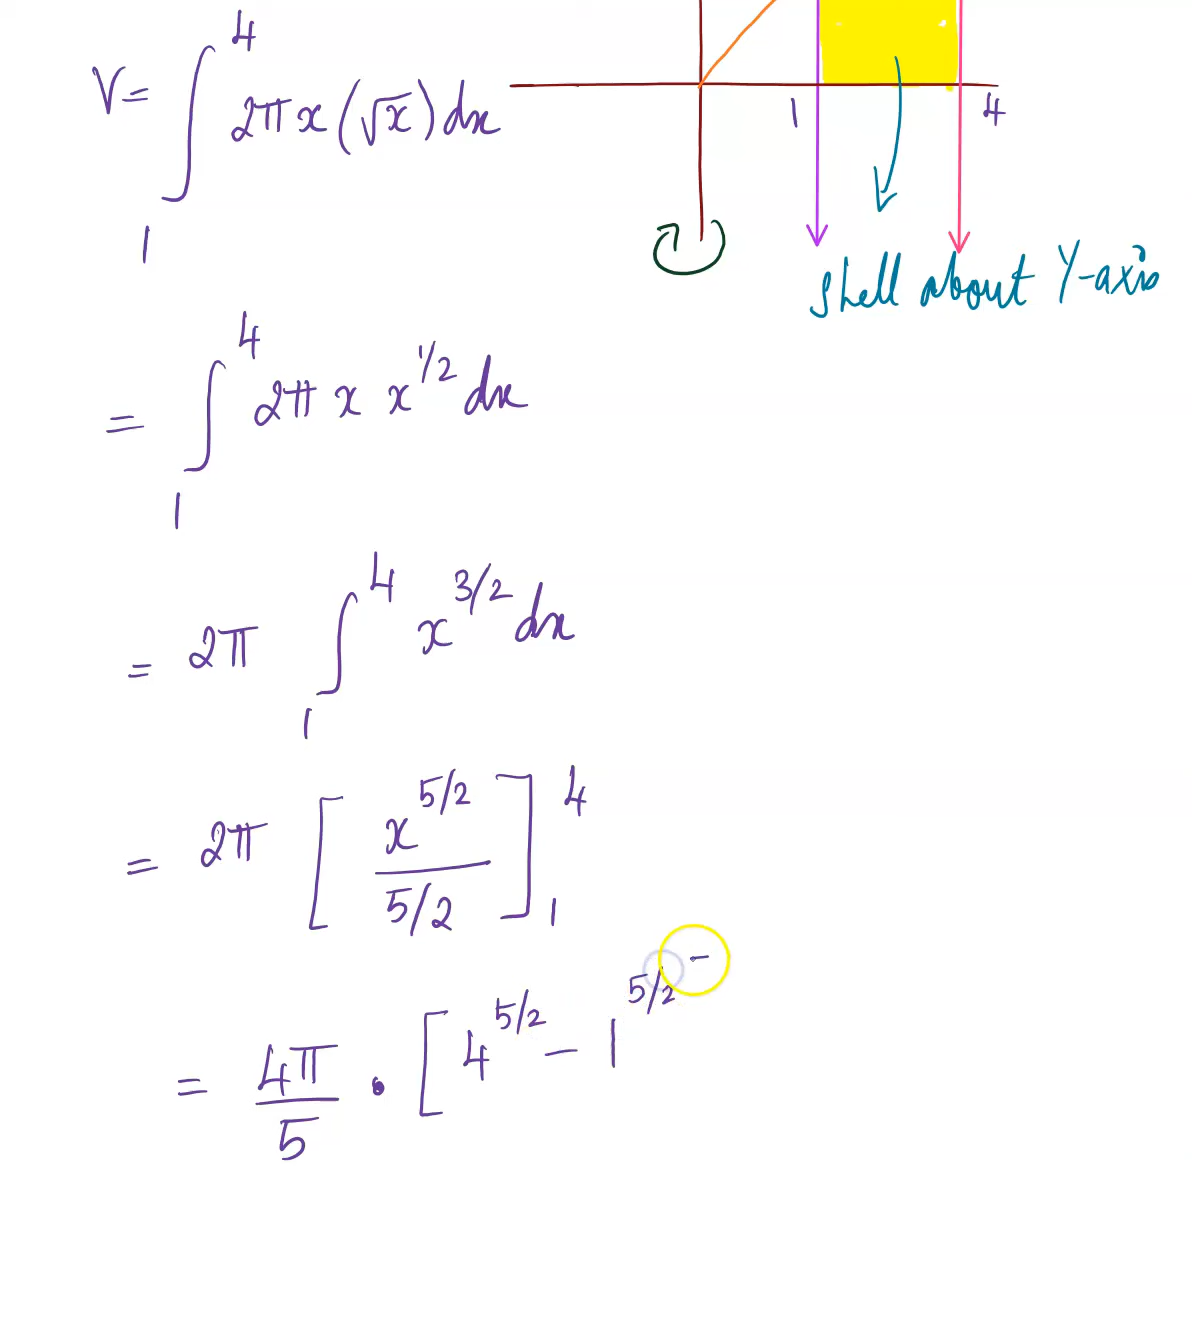 V = ∫₁⁴ 2πx(√x)dx
1 4
shell about Y-axis
= ∫₁⁴ 2π x x^1/2 dx
= 2π ∫₁⁴ x^3/2 dx
= 2π [x^5/2 / 5/2]₁⁴
= 4π/5 • [4^5/2 − 1^5/2 −